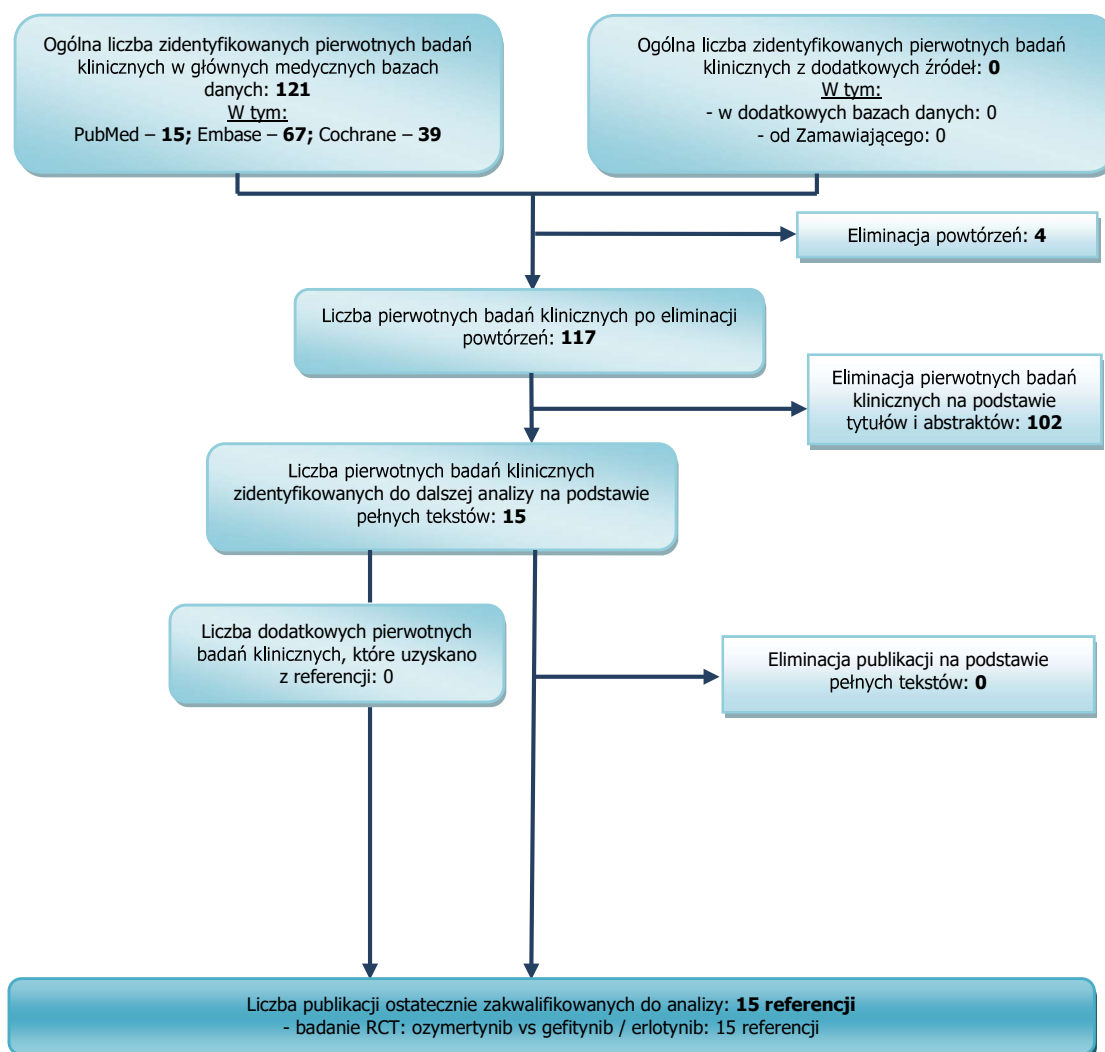 Ogólna liczba zidentyfikowanych pierwotnych badań
klinicznych w głównych medycznych bazach
danych: 121
W tym:
PubMed – 15; Embase – 67; Cochrane – 39
Ogólna liczba zidentyfikowanych pierwotnych badań
klinicznych z dodatkowych źródeł: 0
W tym:
- w dodatkowych bazach danych: 0
- od Zamawiającego: 0
Eliminacja powtórzeń: 4
Liczba pierwotnych badań klinicznych po eliminacji
powtórzeń: 117
Eliminacja pierwotnych badań
klinicznych na podstawie
tytułów i abstraktów: 102
Liczba pierwotnych badań klinicznych
zidentyfikowanych do dalszej analizy na podstawie
pełnych tekstów: 15
Liczba dodatkowych pierwotnych
badań klinicznych, które uzyskano
z referencji: 0
Eliminacja publikacji na podstawie
pełnych tekstów: 0
Liczba publikacji ostatecznie zakwalifikowanych do analizy: 15 referencji
- badanie RCT: ozymertynib vs gefitynib / erlotynib: 15 referencji